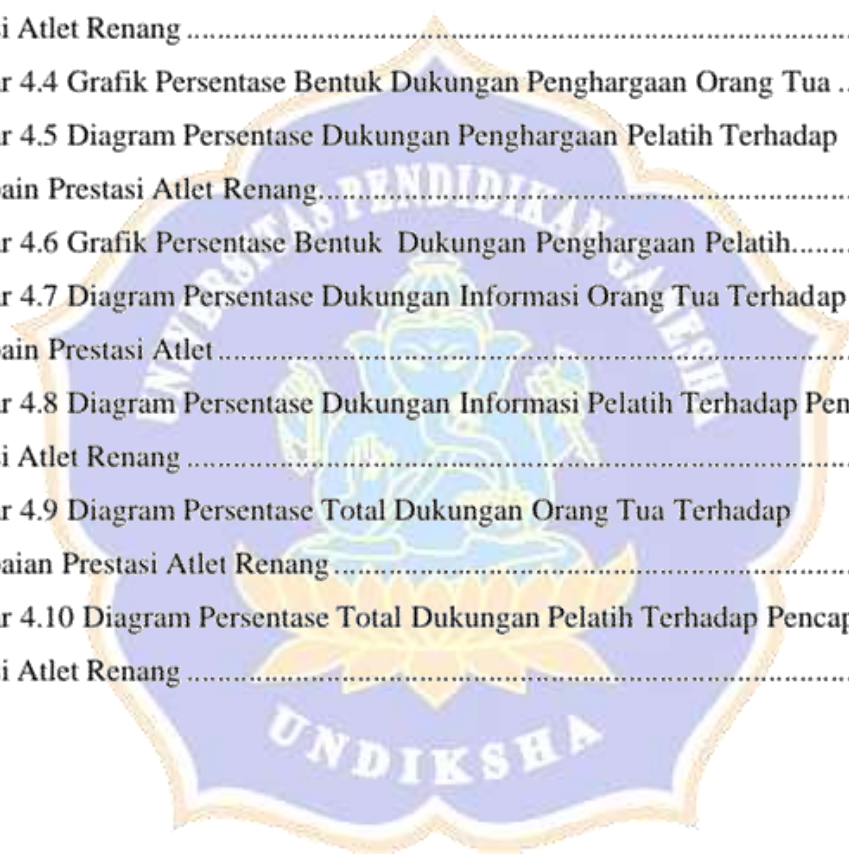 i Atlet Renang ........................................................................................
r 4.4 Grafik Persentase Bentuk Dukungan Penghargaan Orang Tua ..
r 4.5 Diagram Persentase Dukungan Penghargaan Pelatih Terhadap
ain Prestasi Atlet Renang....................................................................
r 4.6 Grafik Persentase Bentuk  Dukungan Penghargaan Pelatih........
r 4.7 Diagram Persentase Dukungan Informasi Orang Tua Terhadap
ain Prestasi Atlet..................................................................................
r 4.8 Diagram Persentase Dukungan Informasi Pelatih Terhadap Pen
i Atlet Renang ........................................................................................
r 4.9 Diagram Persentase Total Dukungan Orang Tua Terhadap
aian Prestasi Atlet Renang ..................................................................
r 4.10 Diagram Persentase Total Dukungan Pelatih Terhadap Pencap
i Atlet Renang ........................................................................................
UNIVERSITAS PENDIDIKAN GANESH
UNDIKSHA